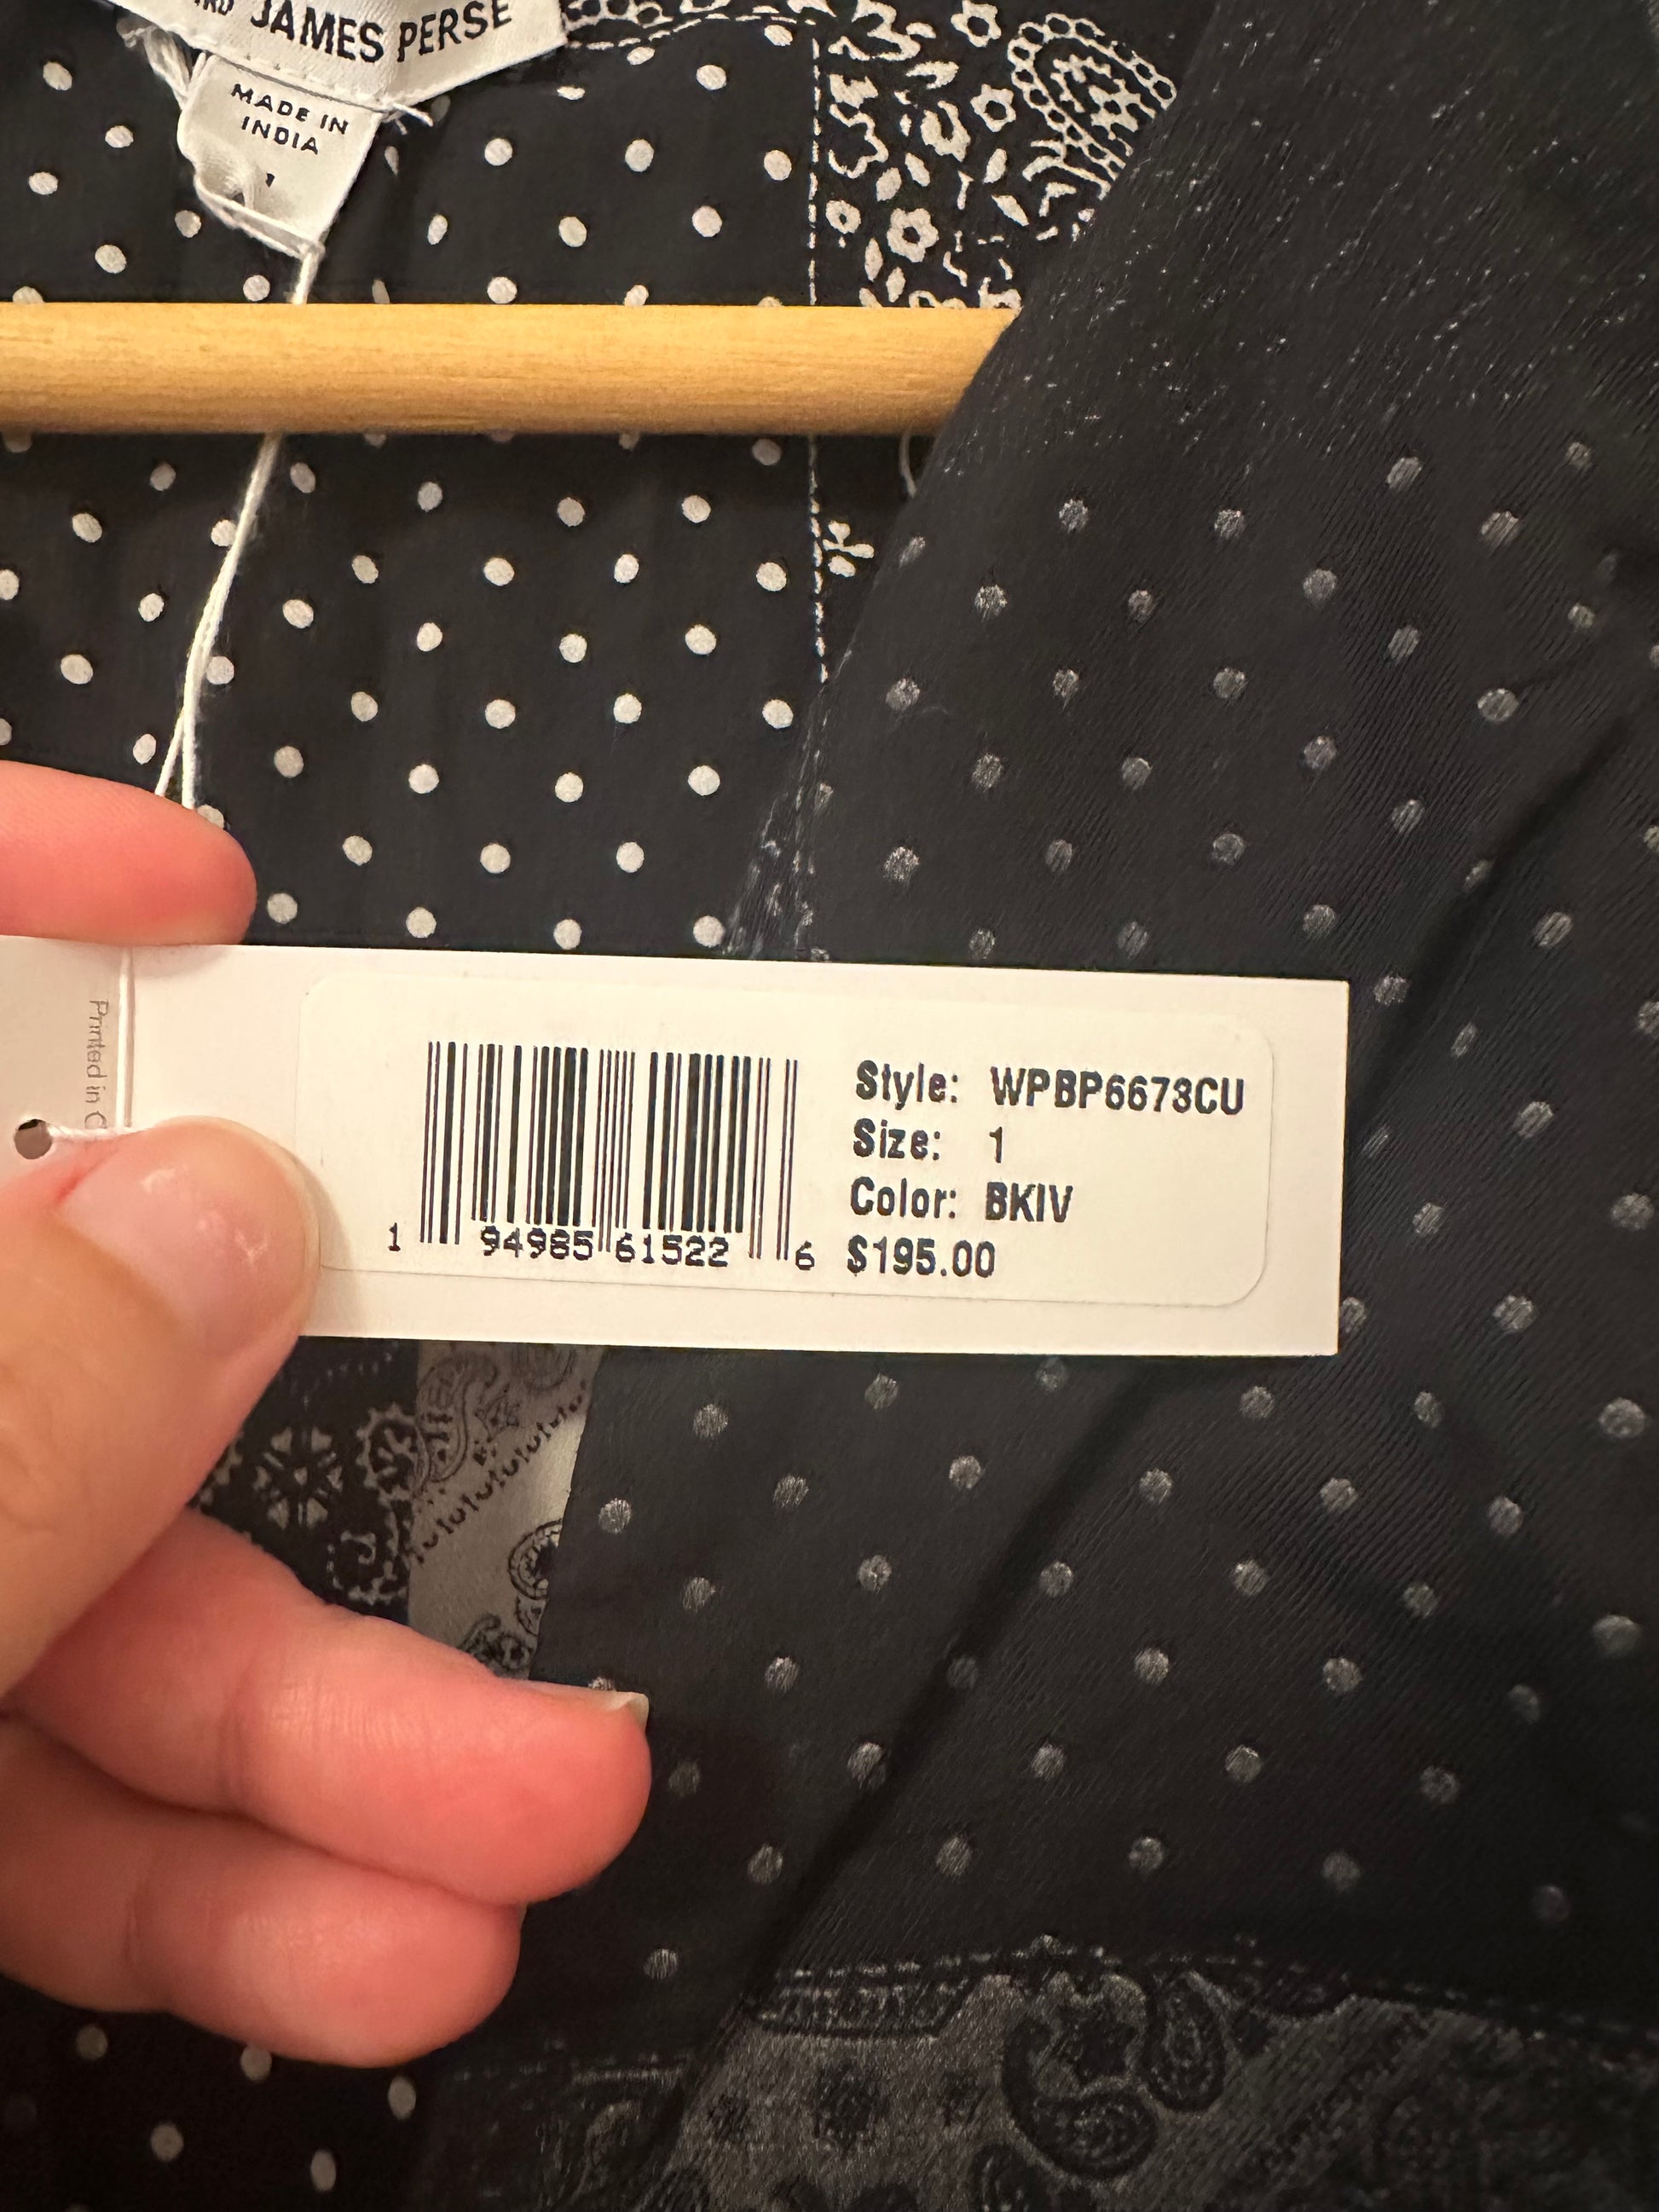 JAMES PERSE
MADE IN
INDIA
1
Printed in
Style: WPBP6673CU
Size: 1
Color: BKIV
$195.00
1 94985 61522 6